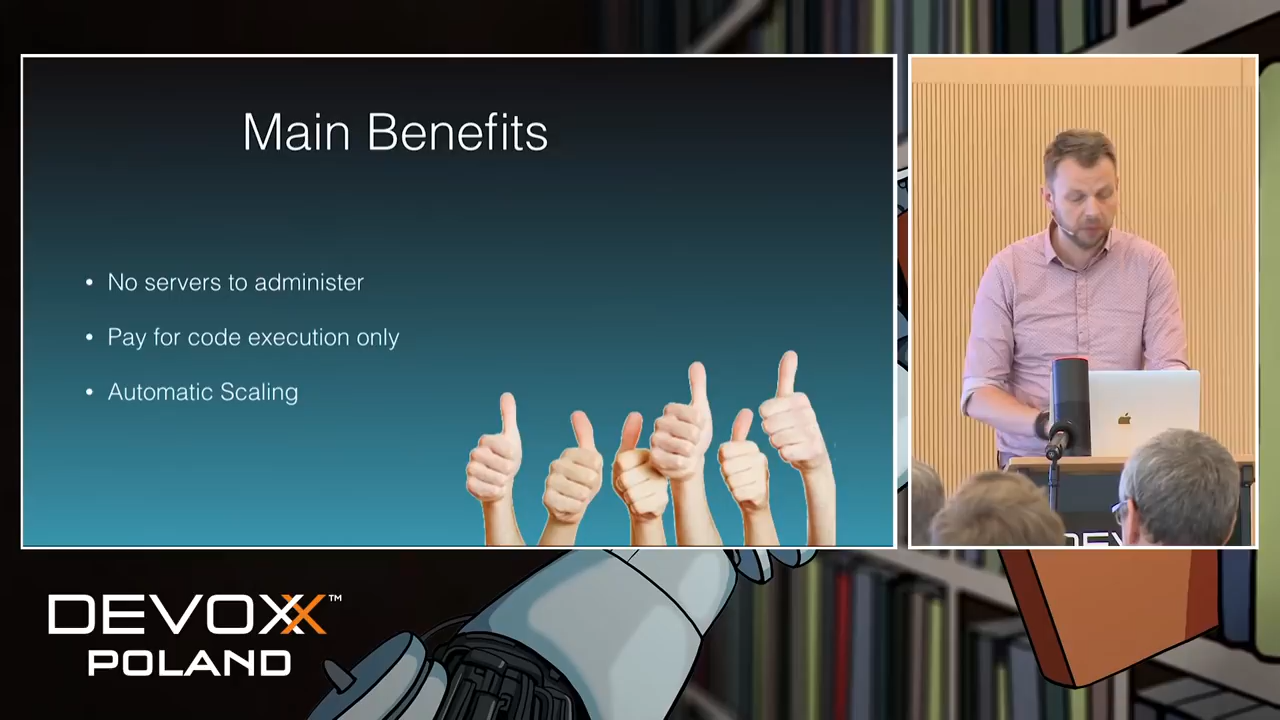 Main Benefits
• No servers to administer
• Pay for code execution only
• Automatic Scaling
DEVOXX™
POLAND